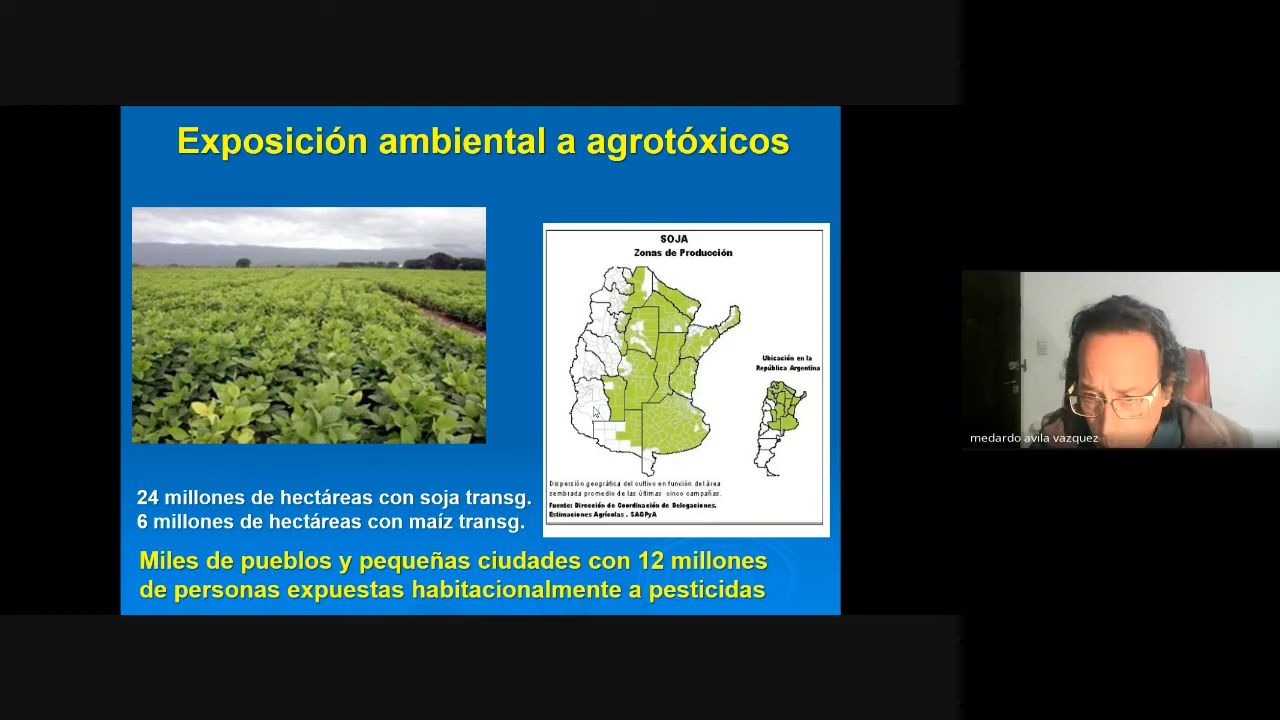 Exposición ambiental a agrotóxicos
SOJA
Zonas de Producción
Ubicación en la
República Argentina
Dispersión geográfica del cultivo en función del área
sembrada promedio de las últimas cinco campañas.
Fuente: Dirección de Coordinación de Delegaciones.
Estimaciones Agrícolas . SAGPyA
24 millones de hectáreas con soja transg.
6 millones de hectáreas con maíz transg.
Miles de pueblos y pequeñas ciudades con 12 millones
de personas expuestas habitacionalmente a pesticidas
medardo avila vazquez